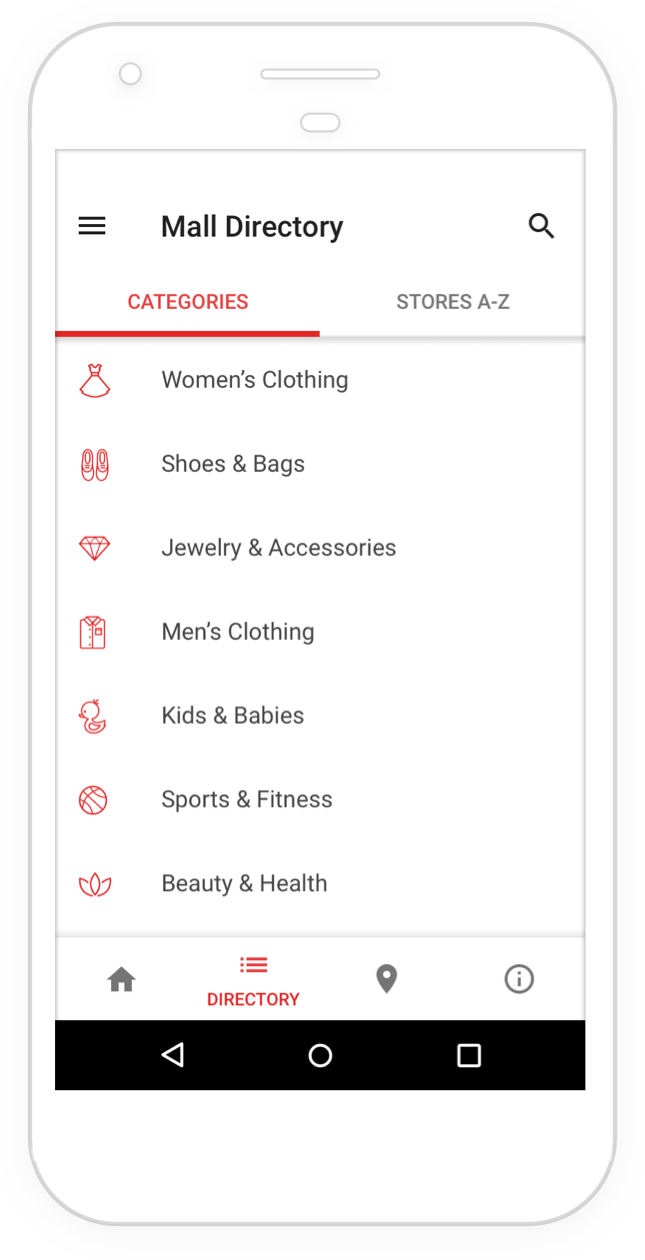 Mall Directory
CATEGORIES
STORES A-Z
Women’s Clothing
Shoes & Bags
Jewelry & Accessories
Men’s Clothing
Kids & Babies
Sports & Fitness
Beauty & Health
DIRECTORY